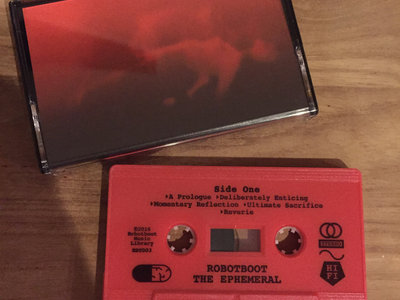 Side One
▸A Prologue ▸Deliberately Enticing
▸Momentary Reflection ▸Ultimate Sacrifice
▸Reverie
©2016
Robotboot
Music
Library
STEREO
HI
FI
ROBOTBOOT
THE EPHEMERAL